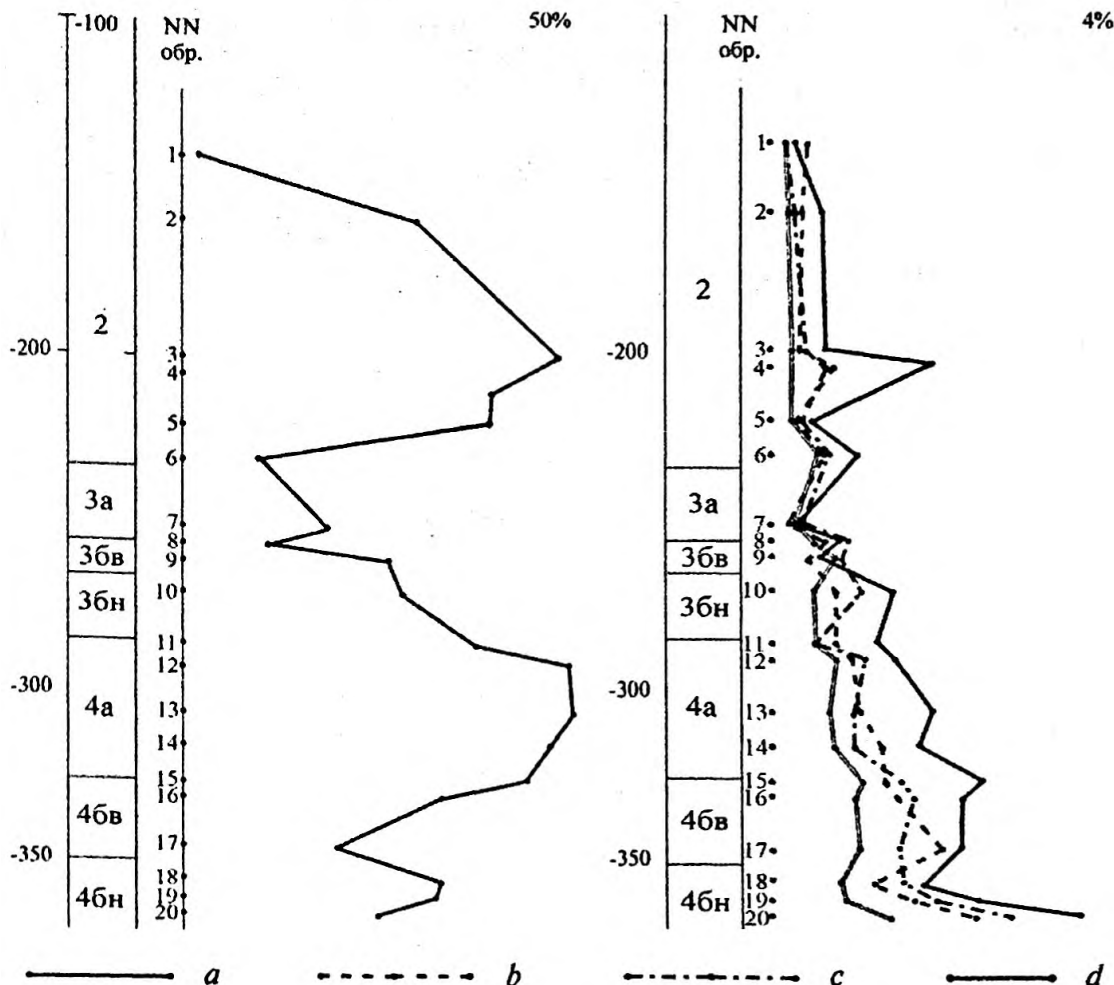 -100 NN 50% NN 4%
обр. обр.
1 1
2 2
2 2
-200 3 -200 3
4 4
5 5
6 6
3а 3а
7 7
8 8
3бв 9 3бв 9
3бн 10 3бн 10
11 11
12 12
-300 -300
4а 13 4а 13
14 14
15 15
16 16
4бв 4бв
-350 17 -350 17
18 18
4бн 19 4бн 19
20 20
a b c d